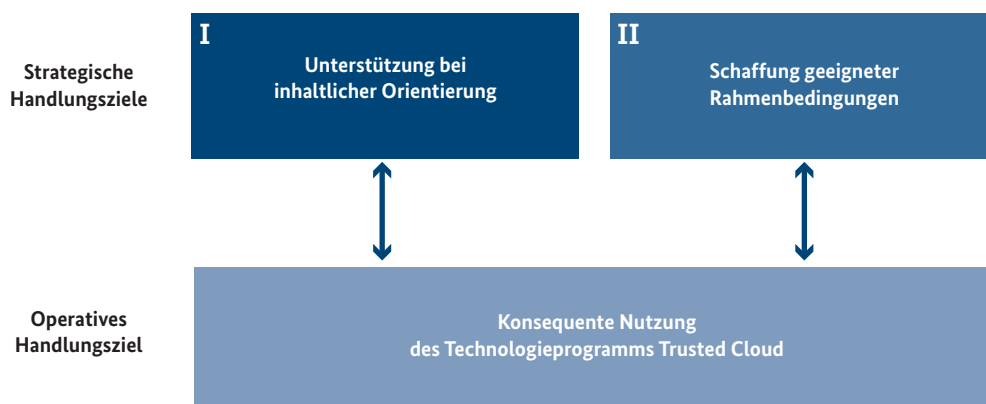 Strategische
Handlungsziele
I
Unterstützung bei
inhaltlicher Orientierung
II
Schaffung geeigneter
Rahmenbedingungen
Operatives
Handlungsziel
Konsequente Nutzung
des Technologieprogramms Trusted Cloud